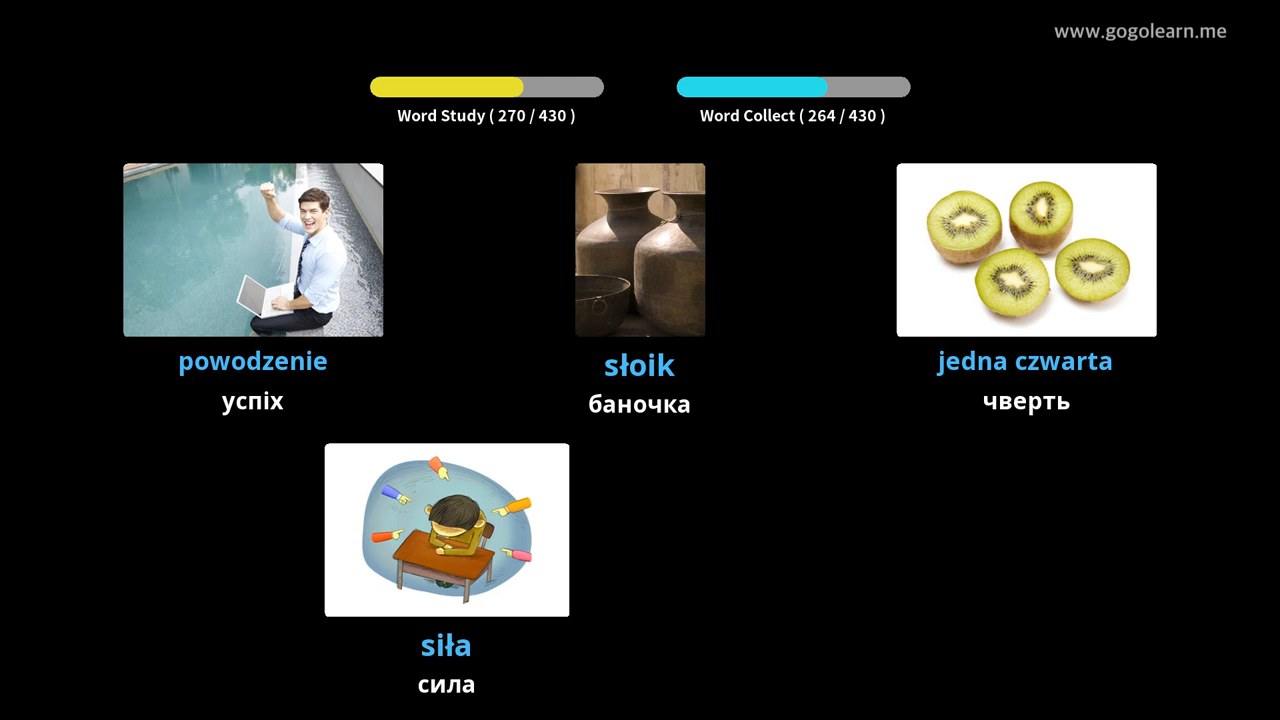 www.gogolearn.me
Word Study ( 270 / 430 )
Word Collect ( 264 / 430 )
powodzenie
успіх
słoik
баночка
jedna czwarta
чверть
siła
сила